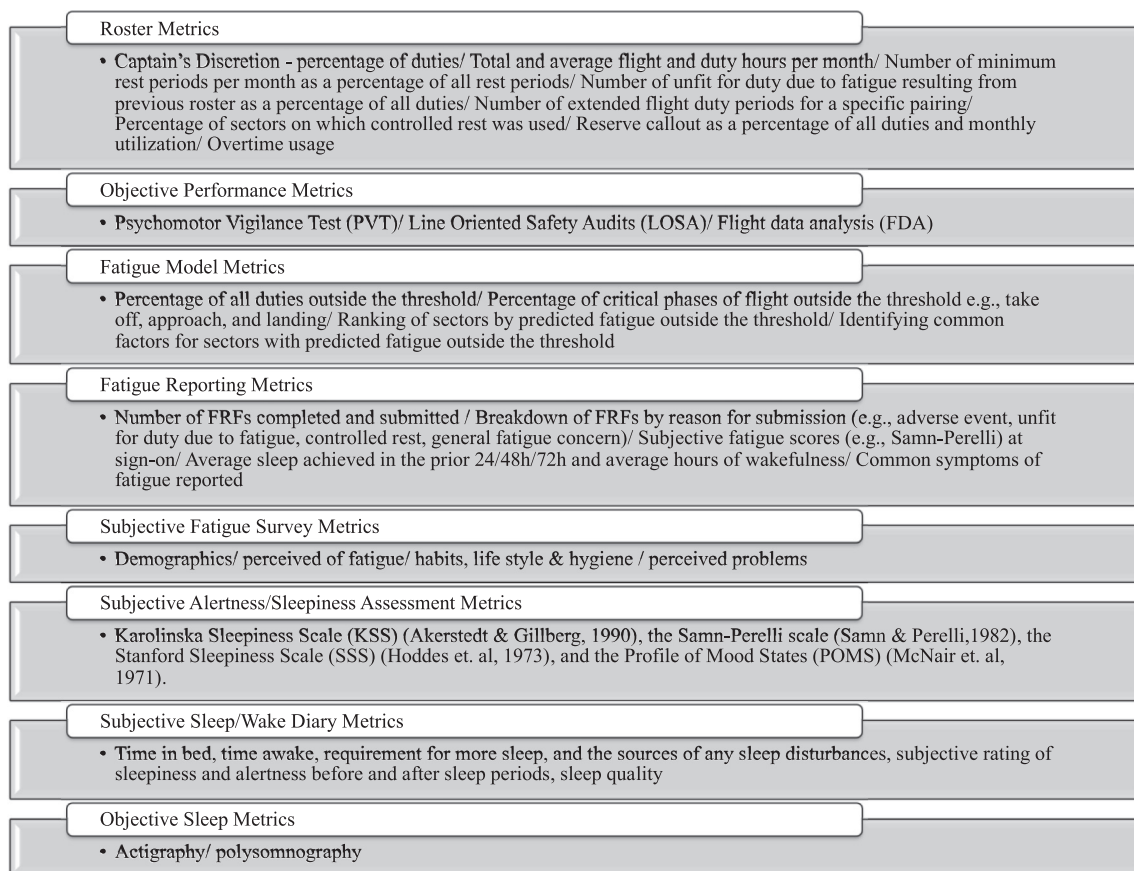 Roster Metrics
• Captain's Discretion - percentage of duties/ Total and average flight and duty hours per month/ Number of minimum
rest periods per month as a percentage of all rest periods/ Number of unfit for duty due to fatigue resulting from
previous roster as a percentage of all duties/ Number of extended flight duty periods for a specific pairing/
Percentage of sectors on which controlled rest was used/ Reserve callout as a percentage of all duties and monthly
utilization/ Overtime usage
Objective Performance Metrics
• Psychomotor Vigilance Test (PVT)/ Line Oriented Safety Audits (LOSA)/ Flight data analysis (FDA)
Fatigue Model Metrics
• Percentage of all duties outside the threshold/ Percentage of critical phases of flight outside the threshold e.g., take
off, approach, and landing/ Ranking of sectors by predicted fatigue outside the threshold/ Identifying common
factors for sectors with predicted fatigue outside the threshold
Fatigue Reporting Metrics
• Number of FRFs completed and submitted / Breakdown of FRFs by reason for submission (e.g., adverse event, unfit
for duty due to fatigue, controlled rest, general fatigue concern)/ Subjective fatigue scores (e.g., Samn-Perelli) at
sign-on/ Average sleep achieved in the prior 24/48h/72h and average hours of wakefulness/ Common symptoms of
fatigue reported
Subjective Fatigue Survey Metrics
• Demographics/ perceived of fatigue/ habits, life style & hygiene / perceived problems
Subjective Alertness/Sleepiness Assessment Metrics
• Karolinska Sleepiness Scale (KSS) (Akerstedt & Gillberg, 1990), the Samn-Perelli scale (Samn & Perelli,1982), the
Stanford Sleepiness Scale (SSS) (Hoddes et. al, 1973), and the Profile of Mood States (POMS) (McNair et. al,
1971).
Subjective Sleep/Wake Diary Metrics
• Time in bed, time awake, requirement for more sleep, and the sources of any sleep disturbances, subjective rating of
sleepiness and alertness before and after sleep periods, sleep quality
Objective Sleep Metrics
• Actigraphy/ polysomnography